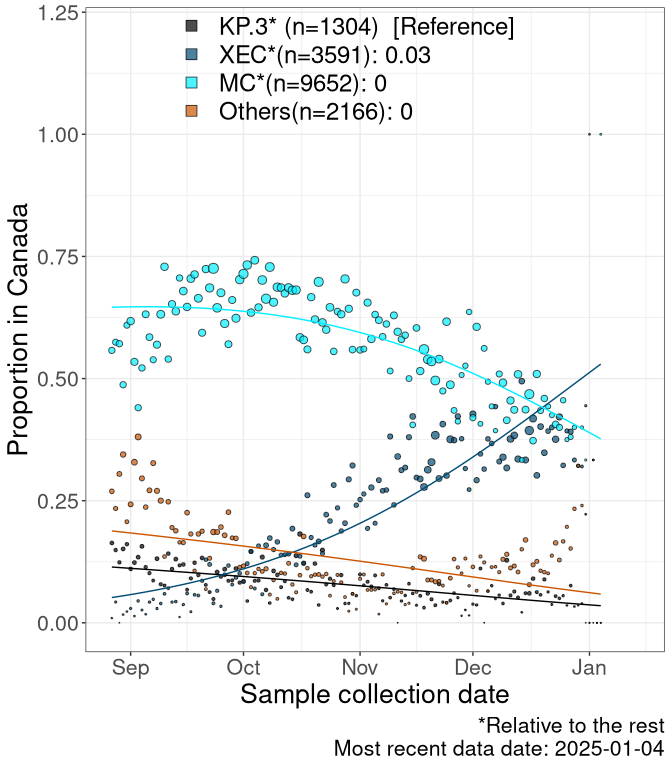 1.25
KP.3* (n=1304)  [Reference]
XEC*(n=3591): 0.03
MC*(n=9652): 0
Others(n=2166): 0
1.00
0.75
0.50
0.25
0.00
Proportion in Canada
Sep Oct Nov Dec Jan
Sample collection date
*Relative to the rest
Most recent data date: 2025-01-04